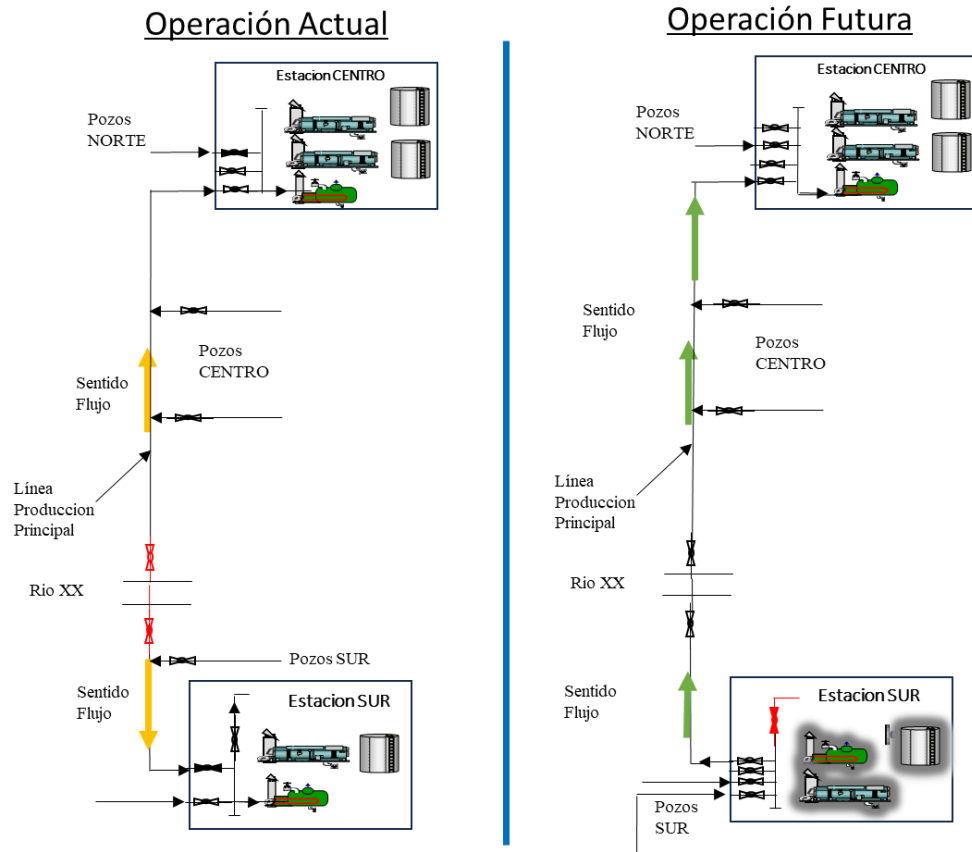 Operación Actual
Estacion CENTRO
Pozos
NORTE
Pozos
CENTRO
Sentido
Flujo
Línea
Produccion
Principal
Rio XX
Pozos SUR
Sentido
Flujo
Estacion SUR
Operación Futura
Estacion CENTRO
Pozos
NORTE
Sentido
Flujo
Pozos
CENTRO
Línea
Produccion
Principal
Rio XX
Sentido
Flujo
Estacion SUR
Pozos
SUR